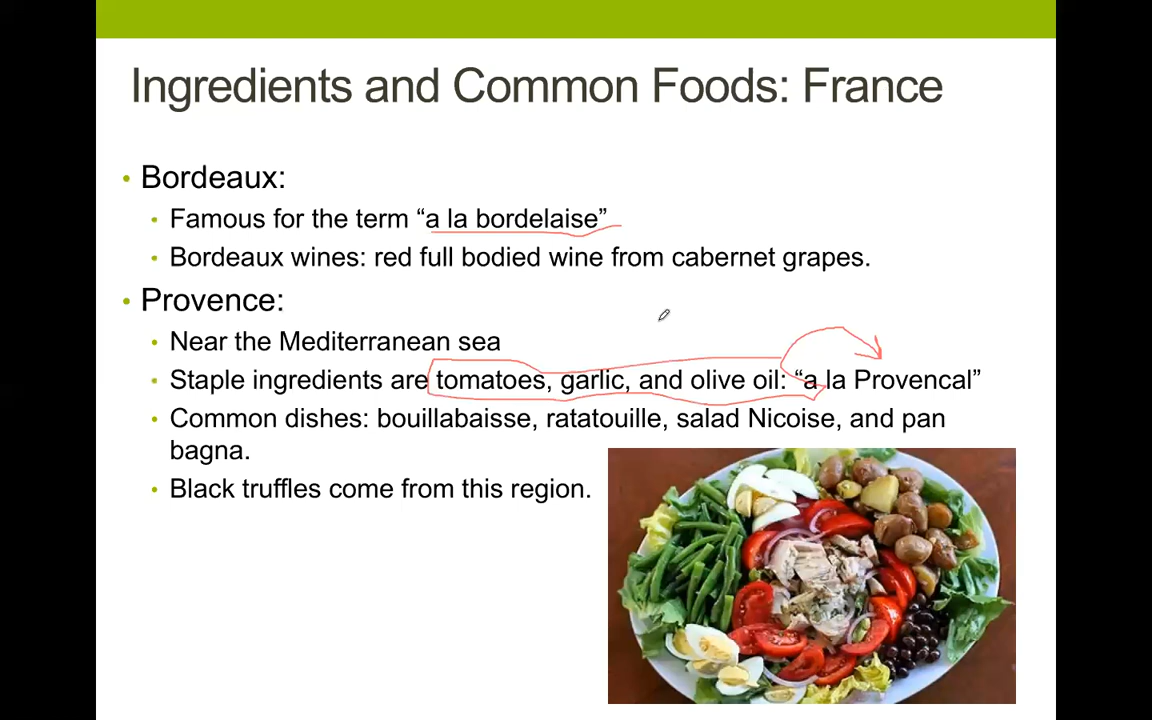 Ingredients and Common Foods: France
• Bordeaux:
• Famous for the term “a la bordelaise”
• Bordeaux wines: red full bodied wine from cabernet grapes.
• Provence:
• Near the Mediterranean sea
• Staple ingredients are tomatoes, garlic, and olive oil: “a la Provencal”
• Common dishes: bouillabaisse, ratatouille, salad Nicoise, and pan
bagna.
• Black truffles come from this region.